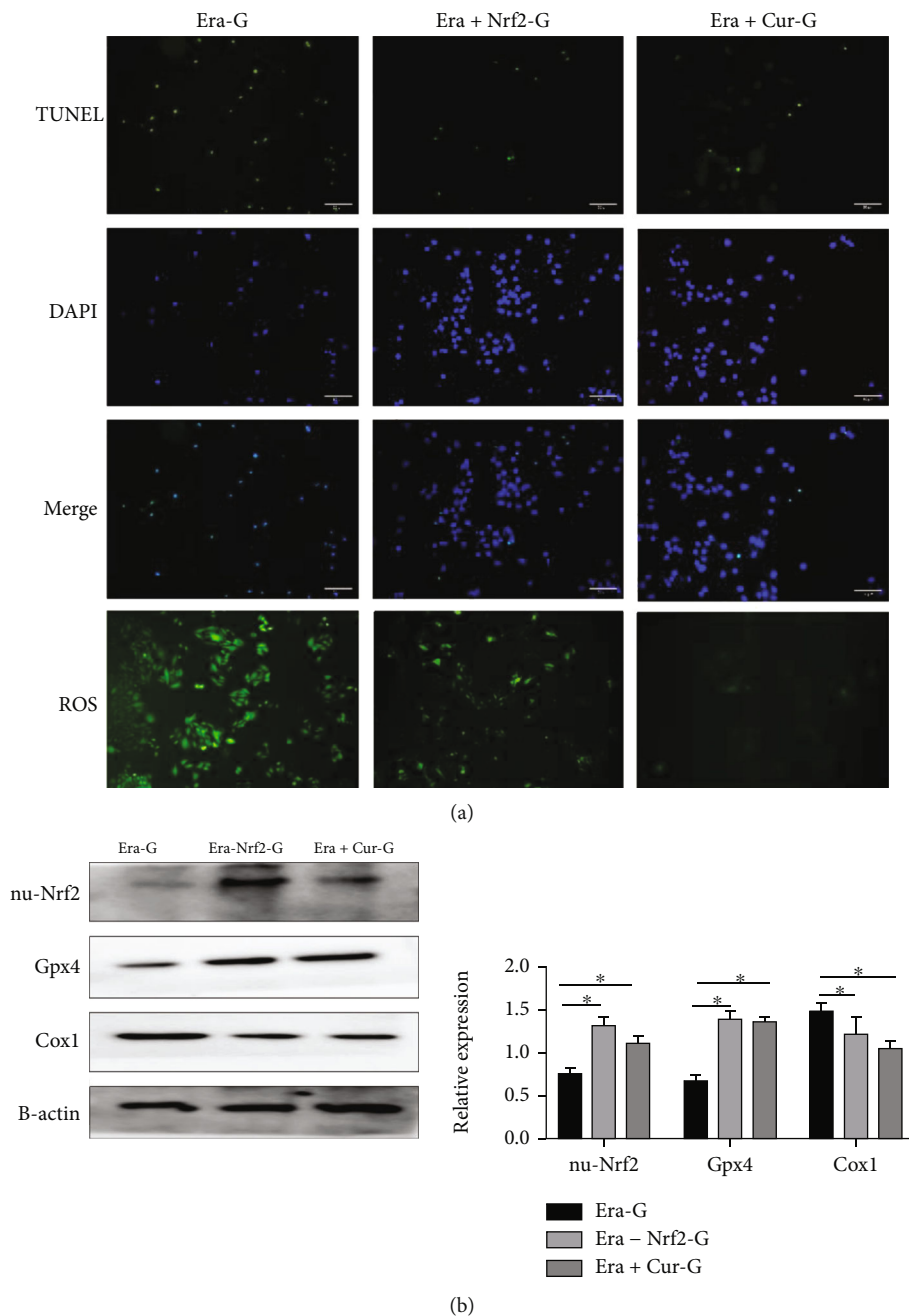 Era-G Era + Nrf2-G Era + Cur-G
TUNEL
DAPI
Merge
ROS
(a)
Era-G Era-Nrf2-G Era + Cur-G
nu-Nrf2
Gpx4
Cox1
B-actin
Relative expression
2.0
1.5
1.0
0.5
0.0
* * * * * *
nu-Nrf2 Gpx4 Cox1
Era-G
Era – Nrf2-G
Era + Cur-G
(b)